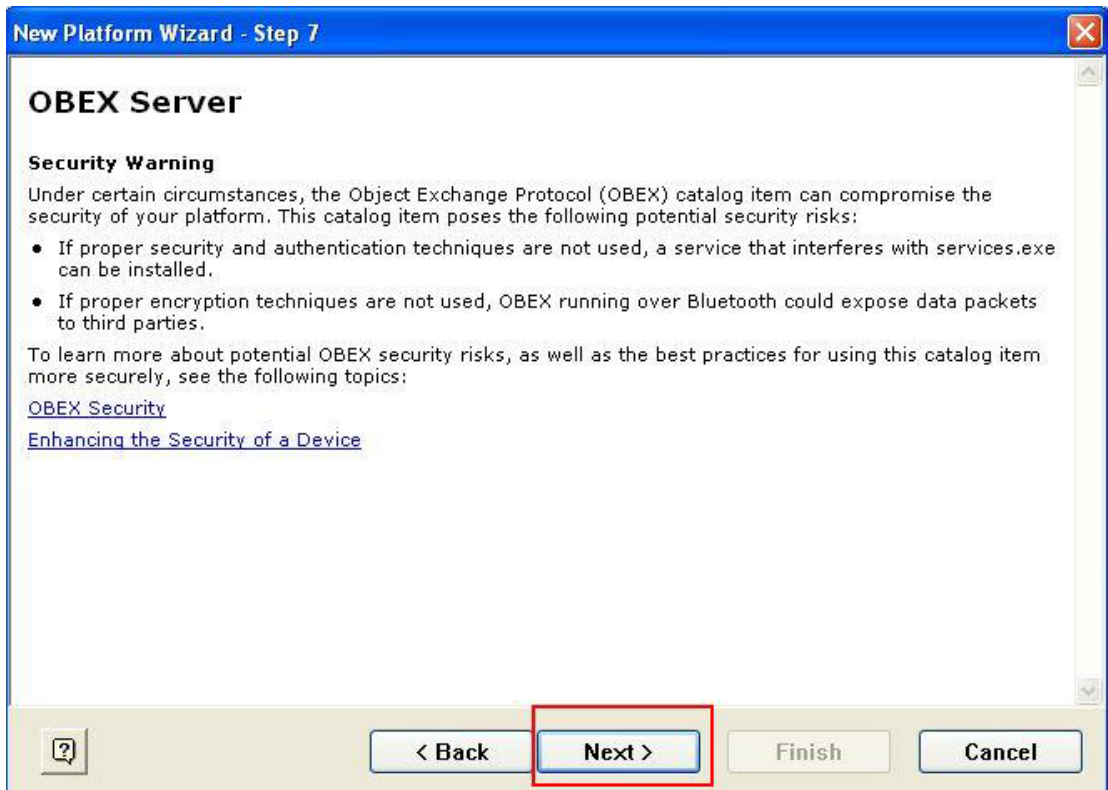 New Platform Wizard - Step 7
OBEX Server
Security Warning
Under certain circumstances, the Object Exchange Protocol (OBEX) catalog item can compromise the
security of your platform. This catalog item poses the following potential security risks:
• If proper security and authentication techniques are not used, a service that interferes with services.exe
can be installed.
• If proper encryption techniques are not used, OBEX running over Bluetooth could expose data packets
to third parties.
To learn more about potential OBEX security risks, as well as the best practices for using this catalog item
more securely, see the following topics:
OBEX Security
Enhancing the Security of a Device
? < Back Next > Finish Cancel